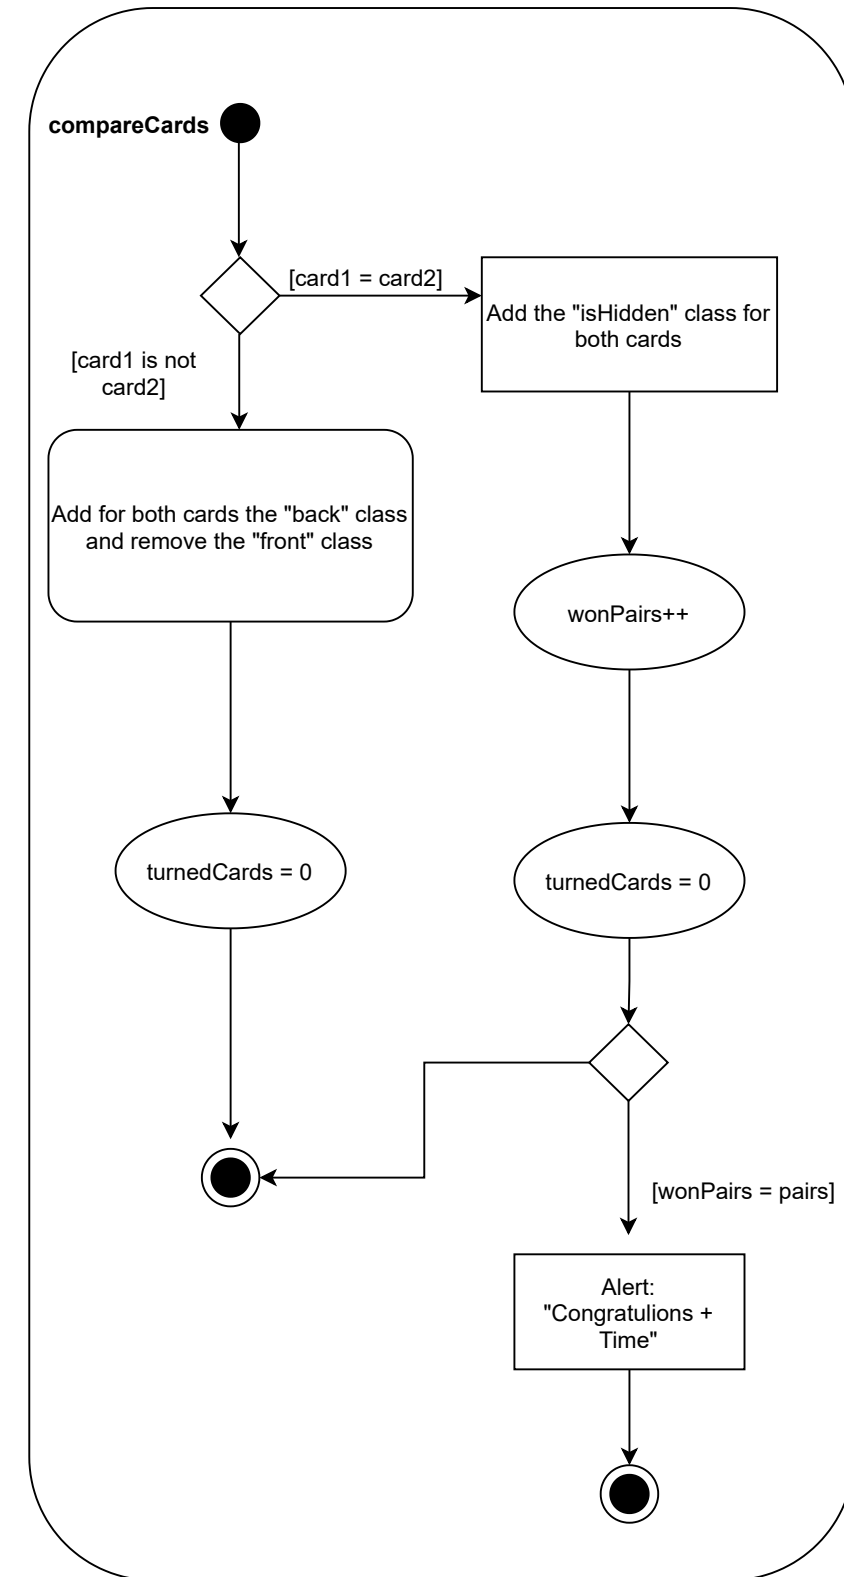 compareCards
[card1 = card2]
Add the "isHidden" class for
both cards
[card1 is not
card2]
Add for both cards the "back" class
and remove the "front" class
wonPairs++
turnedCards = 0
turnedCards = 0
[wonPairs = pairs]
Alert:
"Congratulions +
Time"